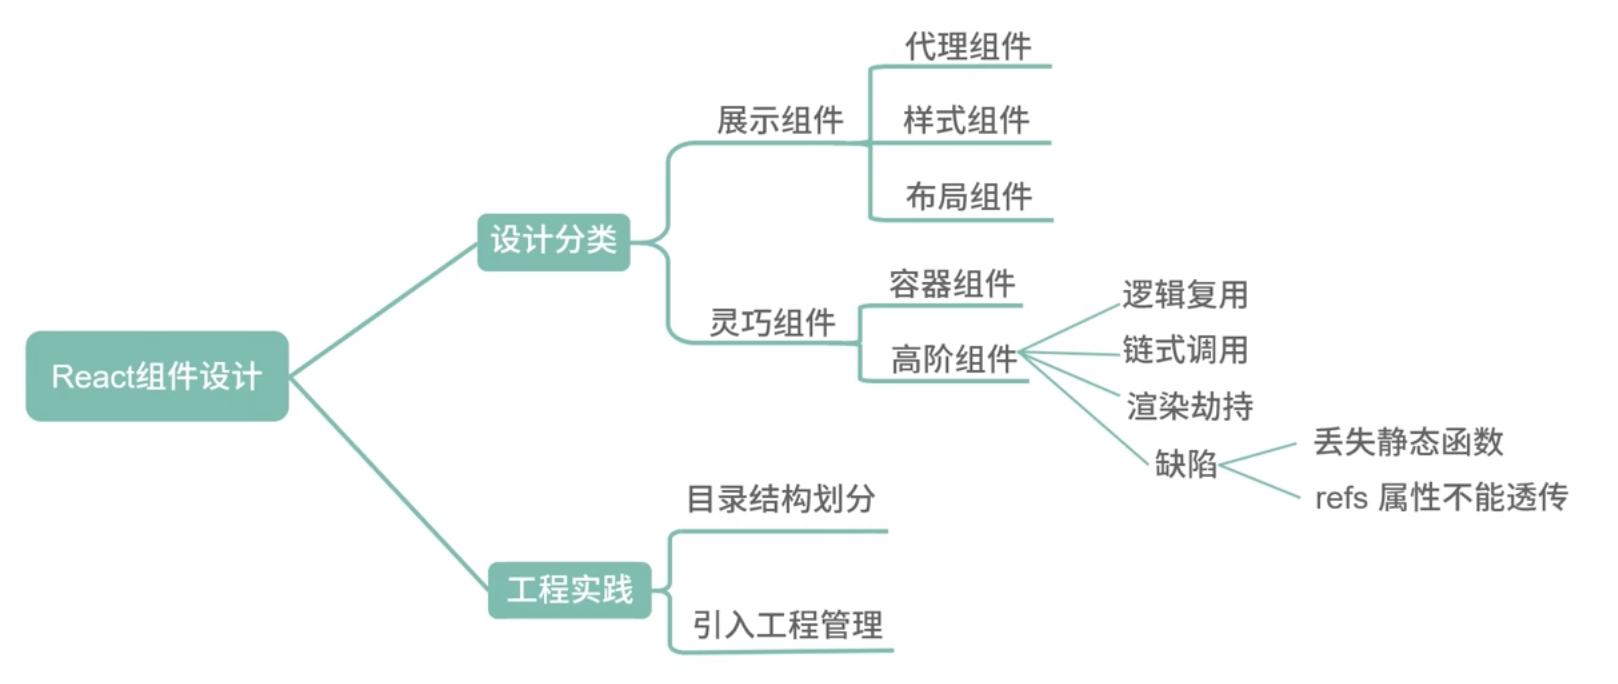 React组件设计
设计分类
展示组件
代理组件
样式组件
布局组件
灵巧组件
容器组件
高阶组件
逻辑复用
链式调用
渲染劫持
缺陷
丢失静态函数
refs 属性不能透传
工程实践
目录结构划分
引入工程管理